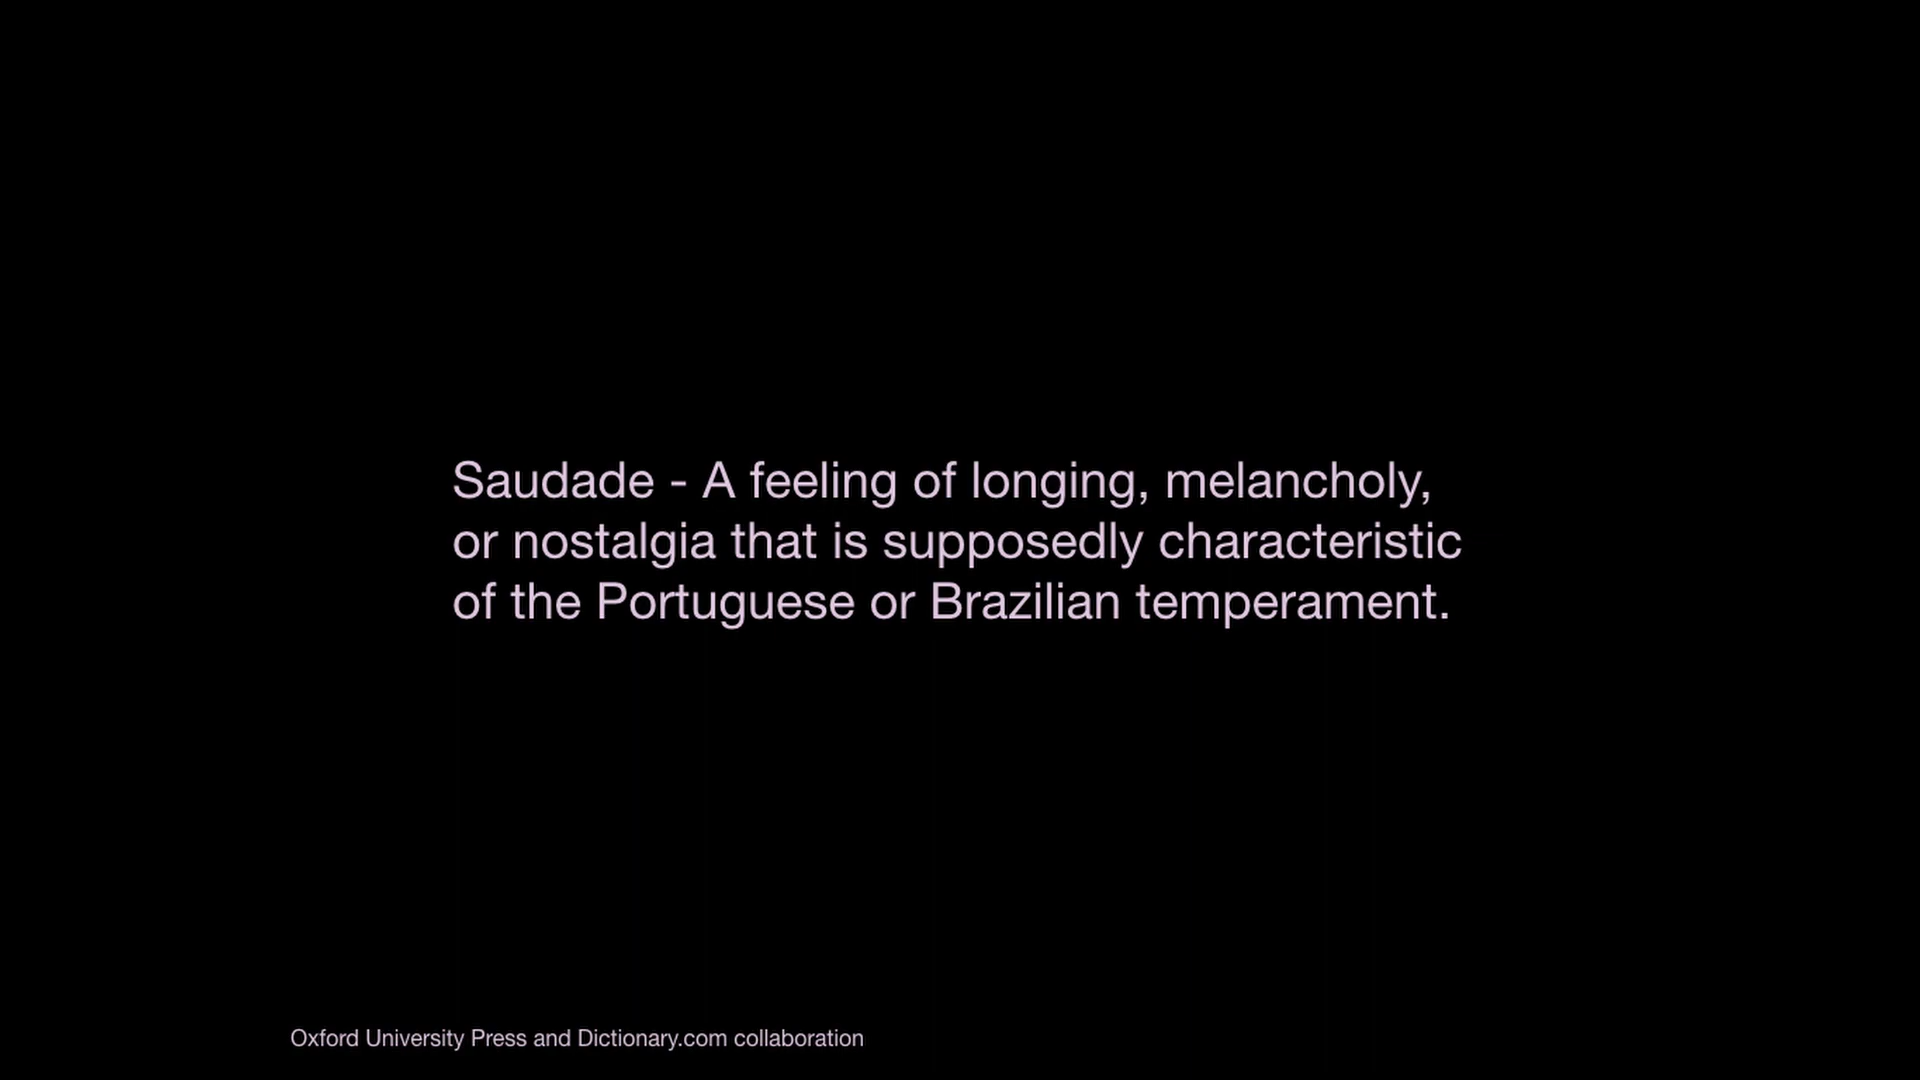 Saudade - A feeling of longing, melancholy,
or nostalgia that is supposedly characteristic
of the Portuguese or Brazilian temperament.
Oxford University Press and Dictionary.com collaboration